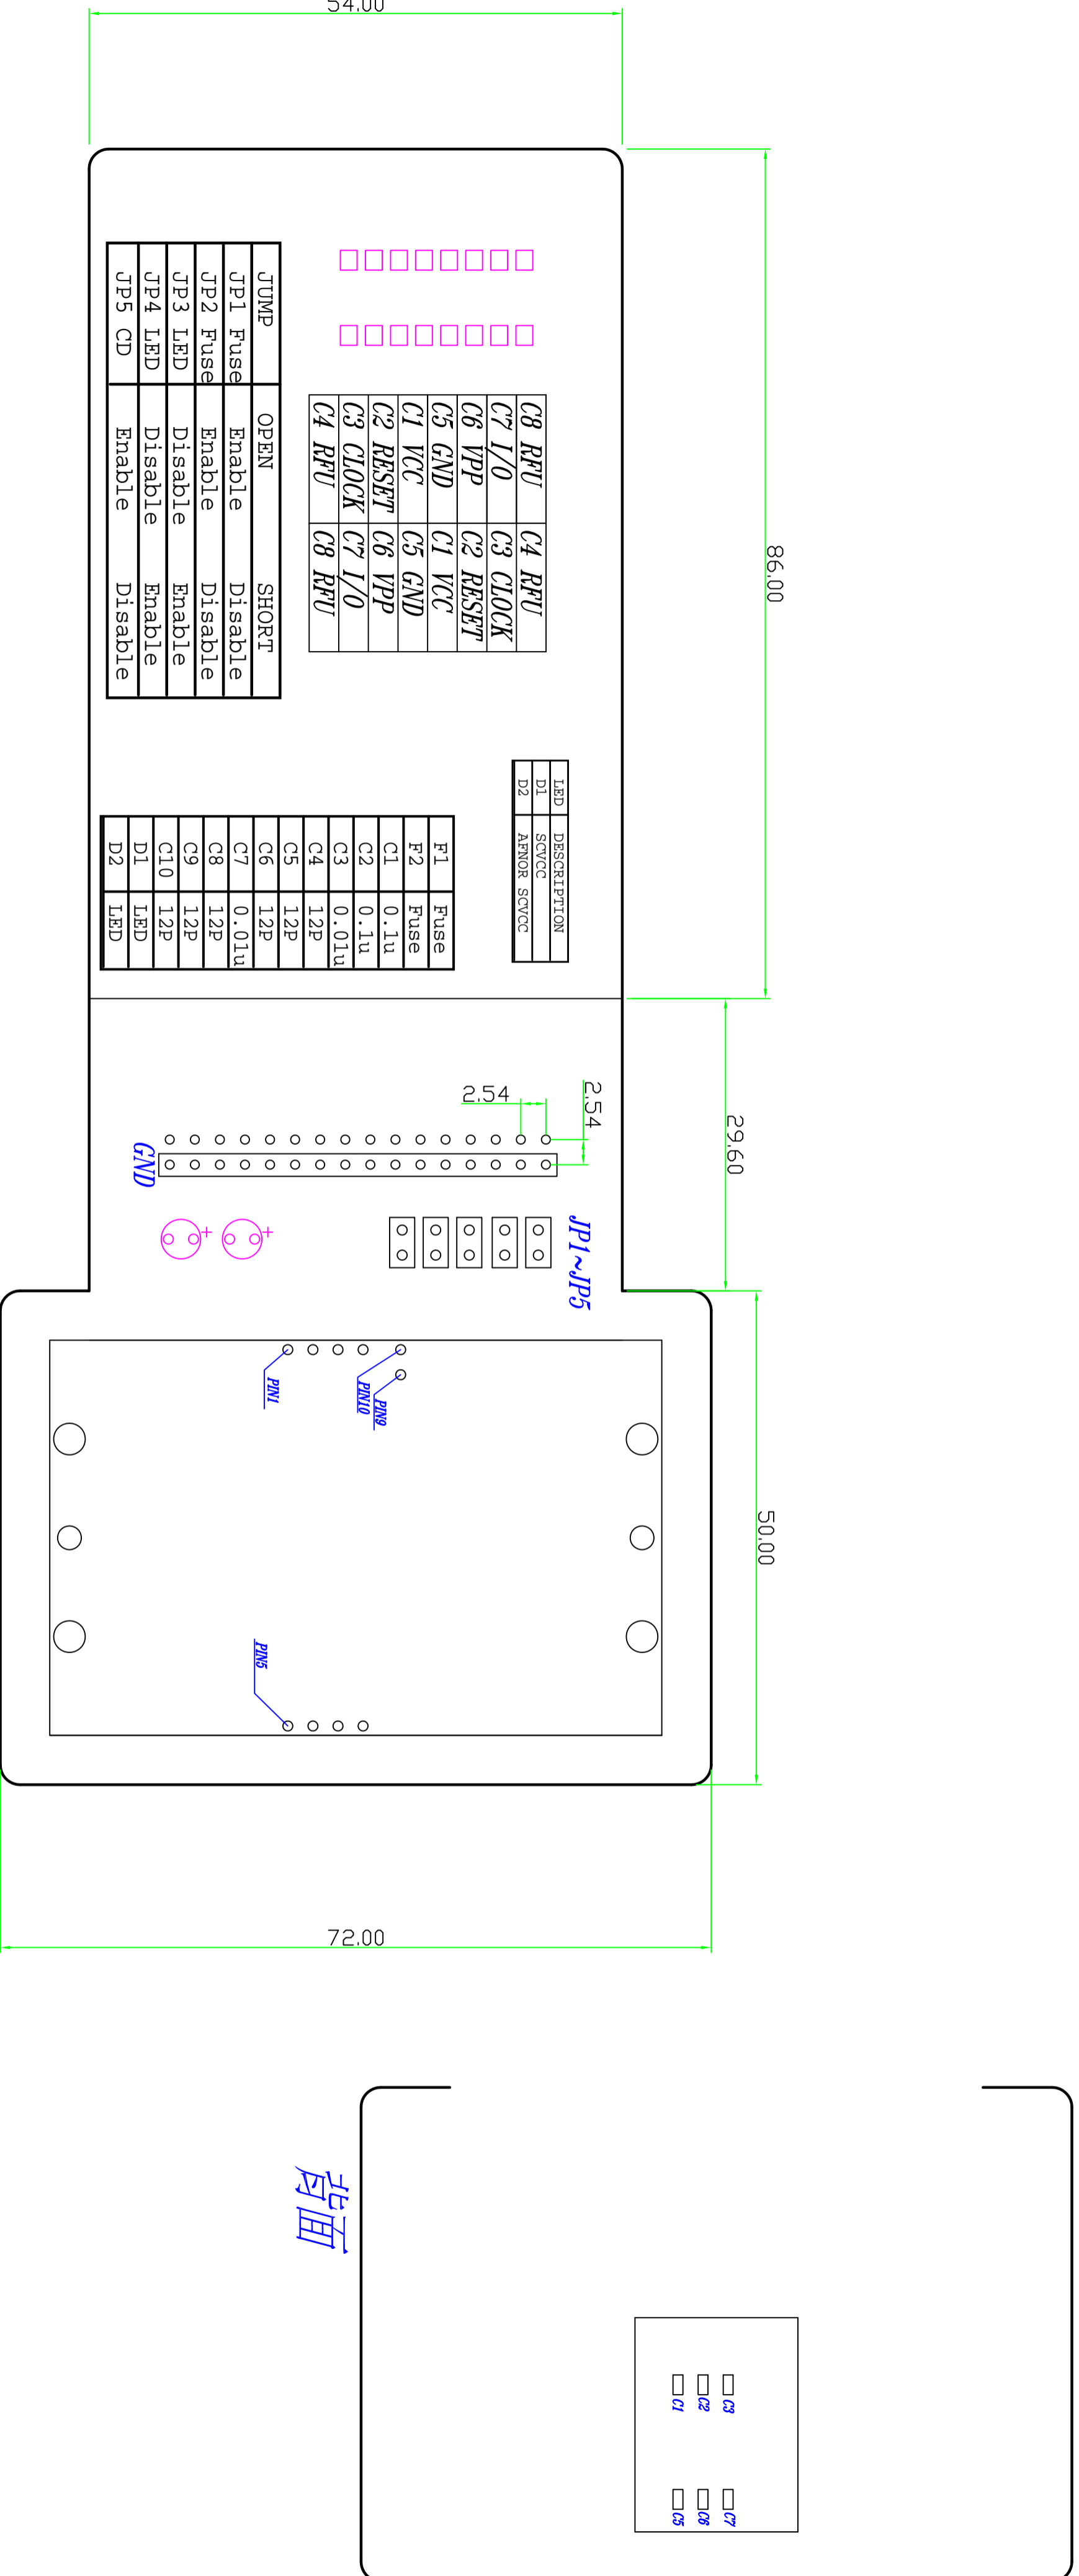 54.00
86.00
JUMP OPEN SHORT
JP1 Fuse Enable Disable
JP2 Fuse Enable Disable
JP3 LED Disable Enable
JP4 LED Disable Enable
JP5 CD Enable Disable
C8 RFU C4 RFU
C7 I/O C3 CLOCK
C6 VPP C2 RESET
C5 GND C1 VCC
C1 VCC C5 GND
C2 RESET C6 VPP
C3 CLOCK C7 I/O
C4 RFU C8 RFU
LED DESCRIPTION
D1 SCVCC
D2 AFNOR SCVCC
F1 Fuse
F2 Fuse
C1 0.1u
C2 0.1u
C3 0.01u
C4 12P
C5 12P
C6 12P
C7 0.01u
C8 12P
C9 12P
C10 12P
D1 LED
D2 LED
29.60
2.54
2.54
GND
+
+
JP1~JP5
PIN1
PIN10
PIN9
PIN5
50.00
72.00
背面
C3
C2
C1
C7
C6
C5